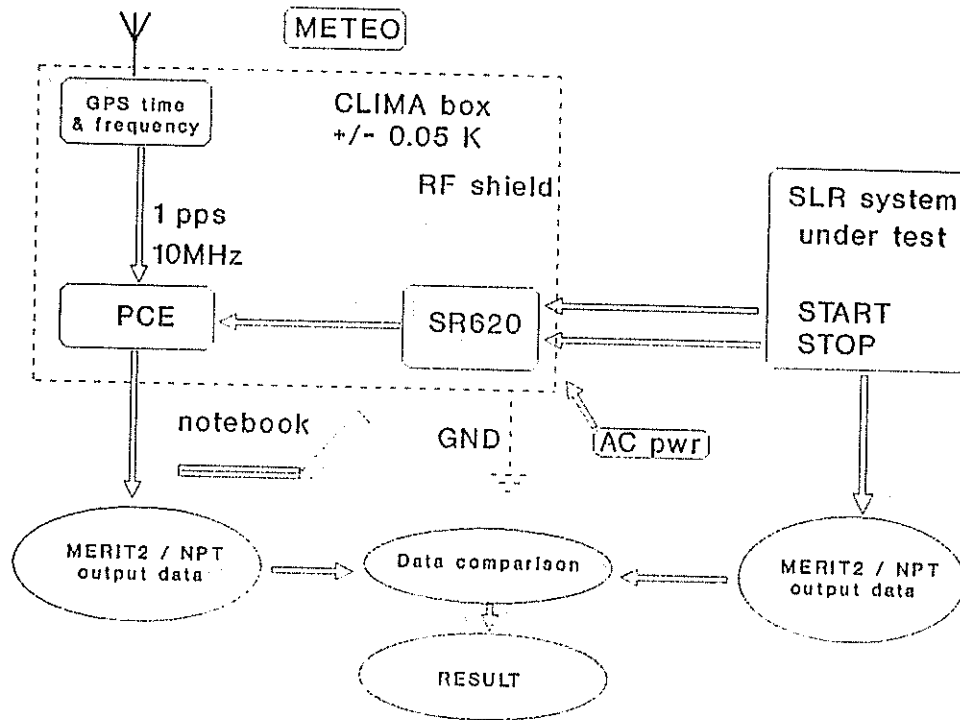 METEO
GPS time
& frequency
CLIMA box
+/- 0.05 K
RF shield
1 pps
10MHz
SLR system
under test
PCE
SR620
START
STOP
notebook
GND
AC pwr
MERIT2 / NPT
output data
Data comparison
MERIT2 / NPT
output data
RESULT